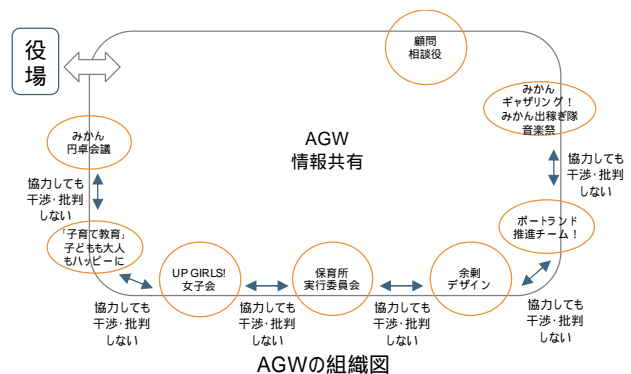 役
場
顧問
相談役
みかん
ギャザリング！
みかん出稼ぎ隊
音楽祭
みかん
円卓会議
AGW
情報共有
協力しても
干渉・批判
しない
協力しても
干渉・批判
しない
「子育て教育」
子どもも大人
もハッピーに
ポートランド
推進チーム！
UP GIRLS!
女子会
保育所
実行委員会
余剰
デザイン
協力しても
干渉・批判
しない
協力しても
干渉・批判
しない
協力しても
干渉・批判
しない
協力しても
干渉・批判
しない
AGWの組織図